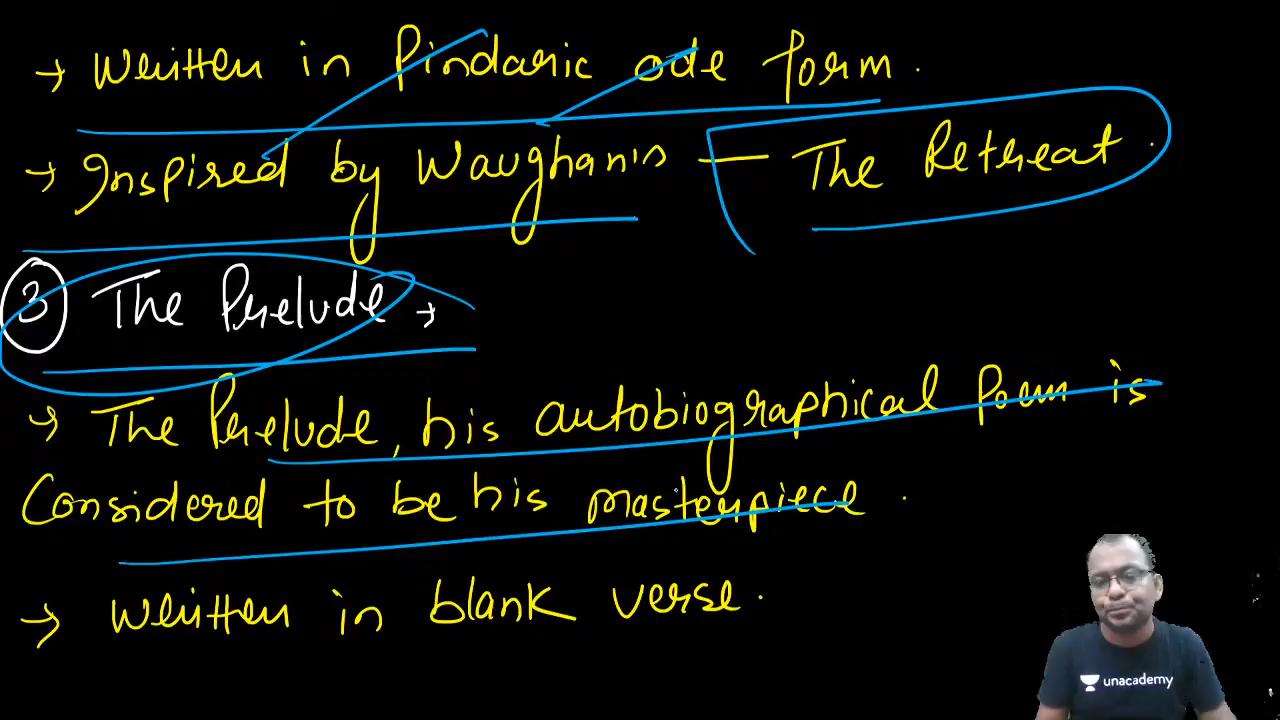 → Written in Pindaric ode form.
→ Inspired by Waughan's — The Retreat.
③ The Prelude →
→ The Prelude, his autobiographical Poem is
Considered to be his masterpiece.
→ Written in blank verse.
unacademy